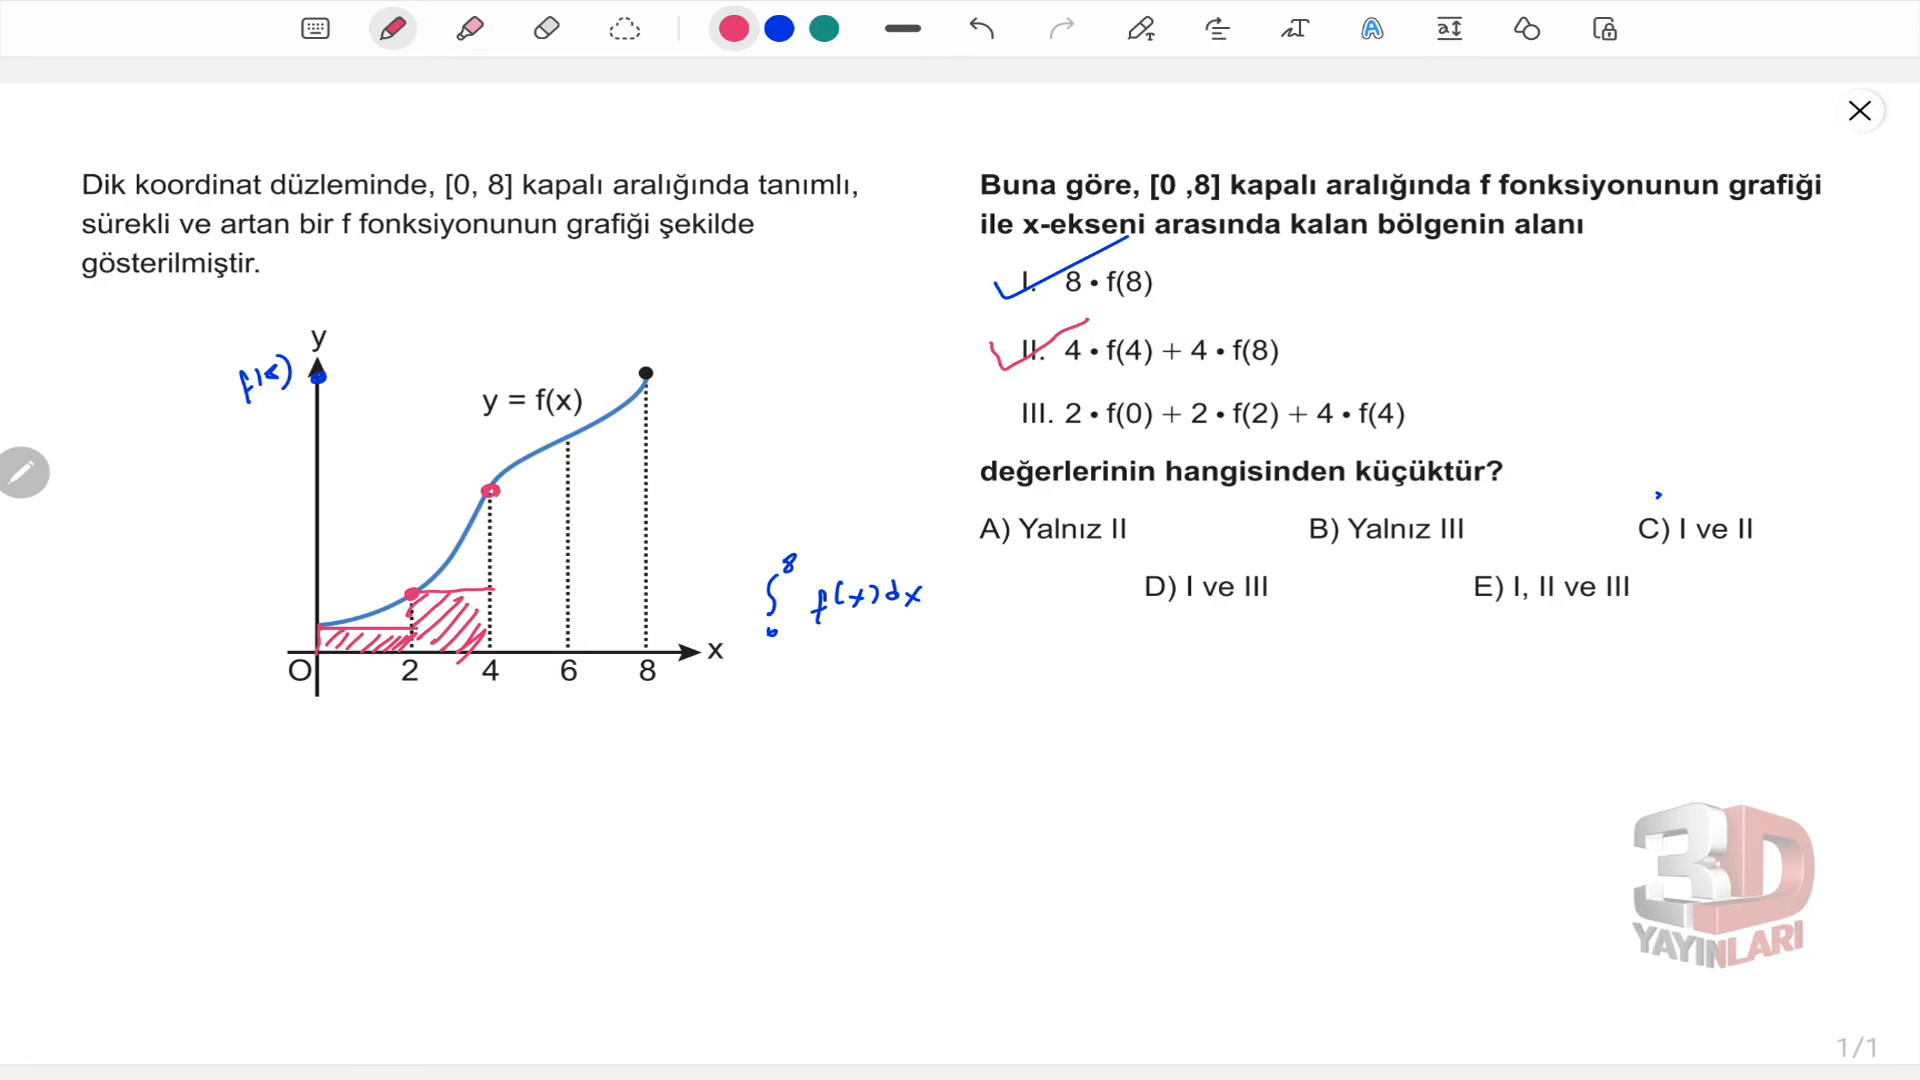 Dik koordinat düzleminde, [0, 8] kapalı aralığında tanımlı,
sürekli ve artan bir f fonksiyonunun grafiği şekilde
gösterilmiştir.
y
f(8)
y = f(x)
x
O 2 4 6 8
∫₀⁸ f(x)dx
Buna göre, [0 ,8] kapalı aralığında f fonksiyonunun grafiği
ile x-ekseni arasında kalan bölgenin alanı
I. 8 • f(8)
II. 4 • f(4) + 4 • f(8)
III. 2 • f(0) + 2 • f(2) + 4 • f(4)
değerlerinin hangisinden küçüktür?
A) Yalnız II B) Yalnız III C) I ve II
D) I ve III E) I, II ve III
3D
YAYINLARI
1/1